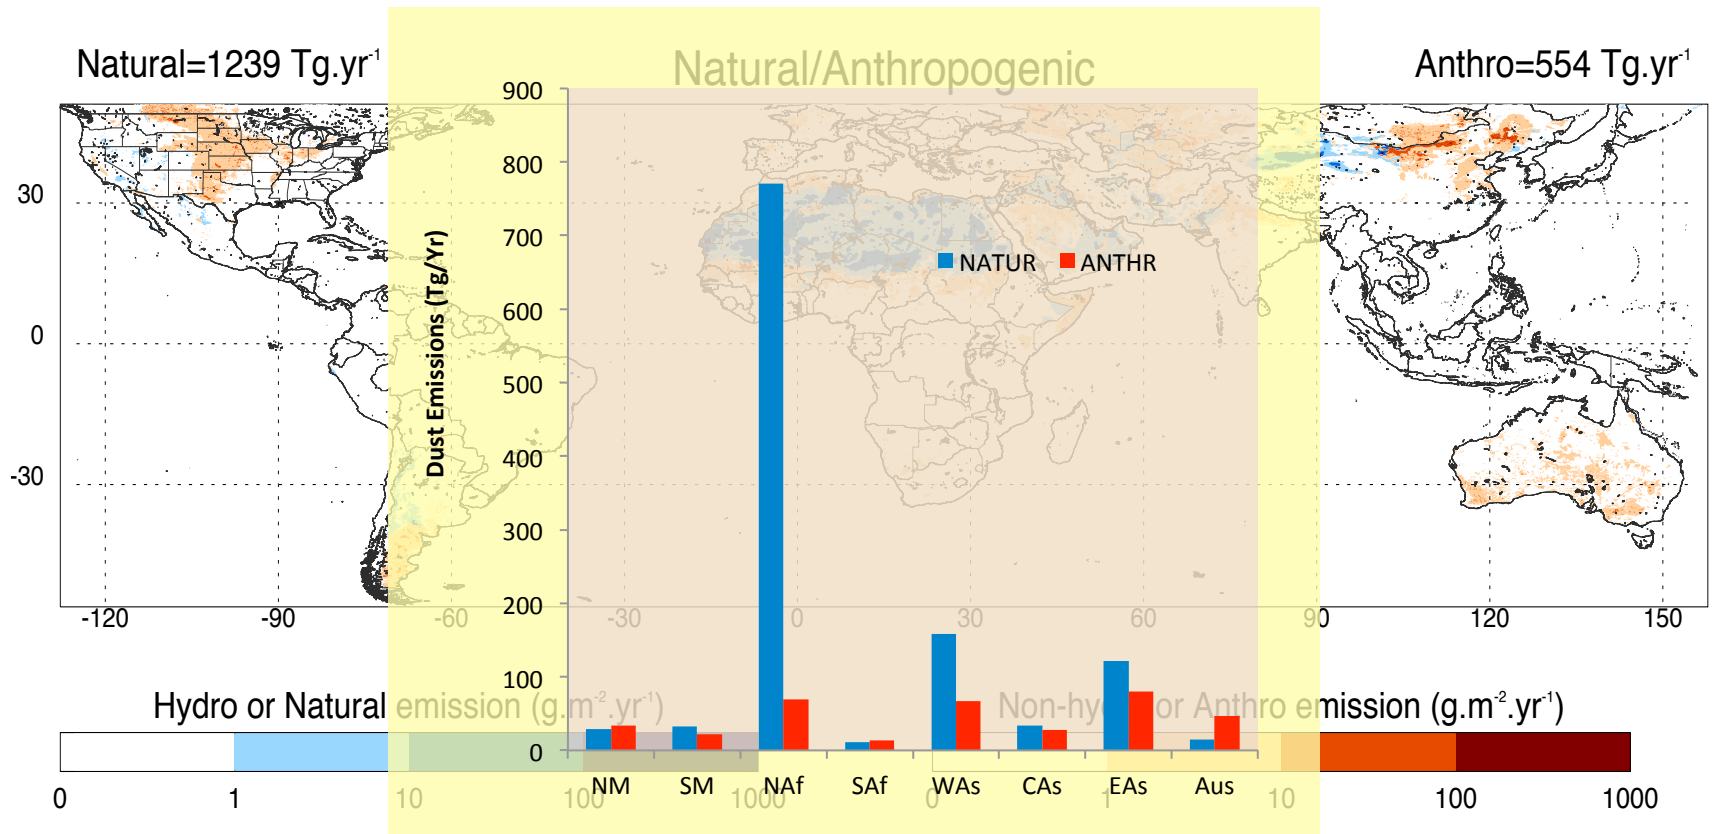 Natural=1239 Tg.yr⁻¹
Natural/Anthropogenic
Anthro=554 Tg.yr⁻¹
30
0
-30
-120
-90
-60
-30
0
30
60
90
120
150
900
800
700
600
500
400
300
200
100
0
Dust Emissions (Tg/Yr)
NATUR
ANTHR
NM
SM
NAf
SAf
WAs
CAs
EAs
Aus
Hydro or Natural emission (g.m⁻².yr⁻¹)
0
1
10
100
1000
Non-hydro or Anthro emission (g.m⁻².yr⁻¹)
0
1
10
100
1000